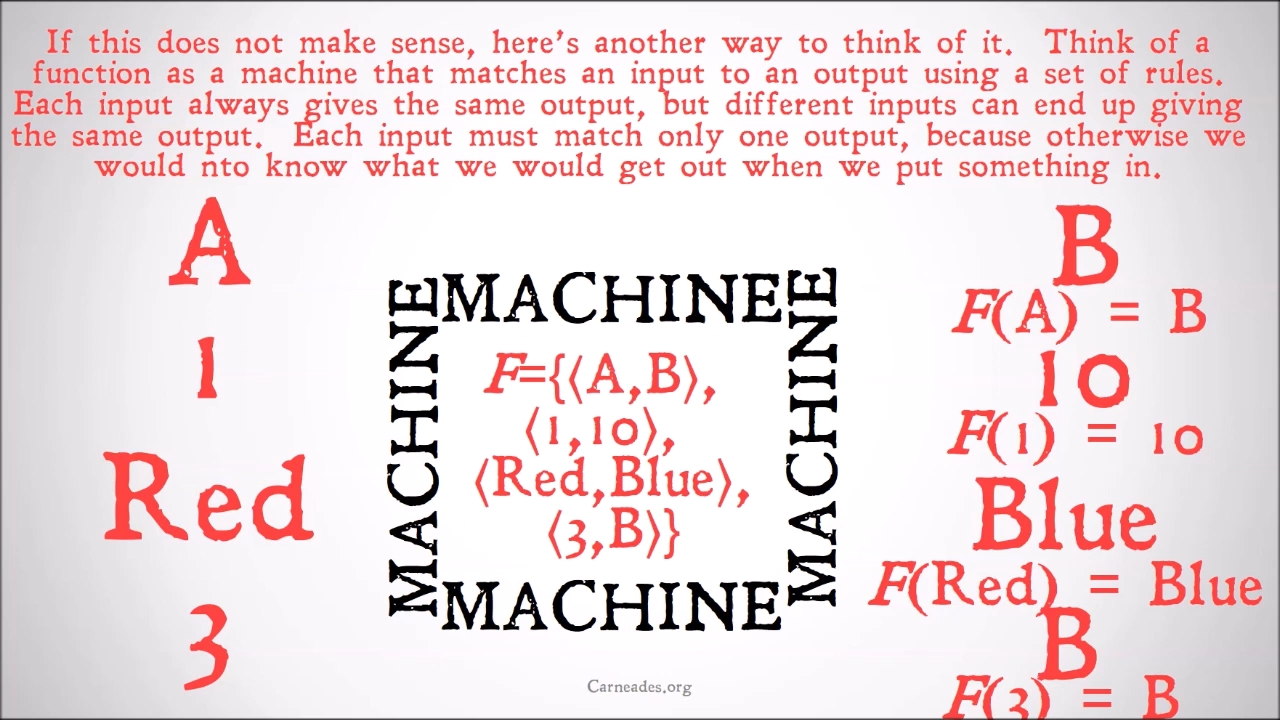 If this does not make sense, here's another way to think of it. Think of a
function as a machine that matches an input to an output using a set of rules.
Each input always gives the same output, but different inputs can end up giving
the same output. Each input must match only one output, because otherwise we
would nto know what we would get out when we put something in.
A
1
Red
3
MACHINE
MACHINE
F={⟨A,B⟩,
⟨1,10⟩,
⟨Red,Blue⟩,
⟨3,B⟩}
MACHINE
MACHINE
B
F(A) = B
10
F(1) = 10
Blue
F(Red) = Blue
B
F(3) = B
Carneades.org